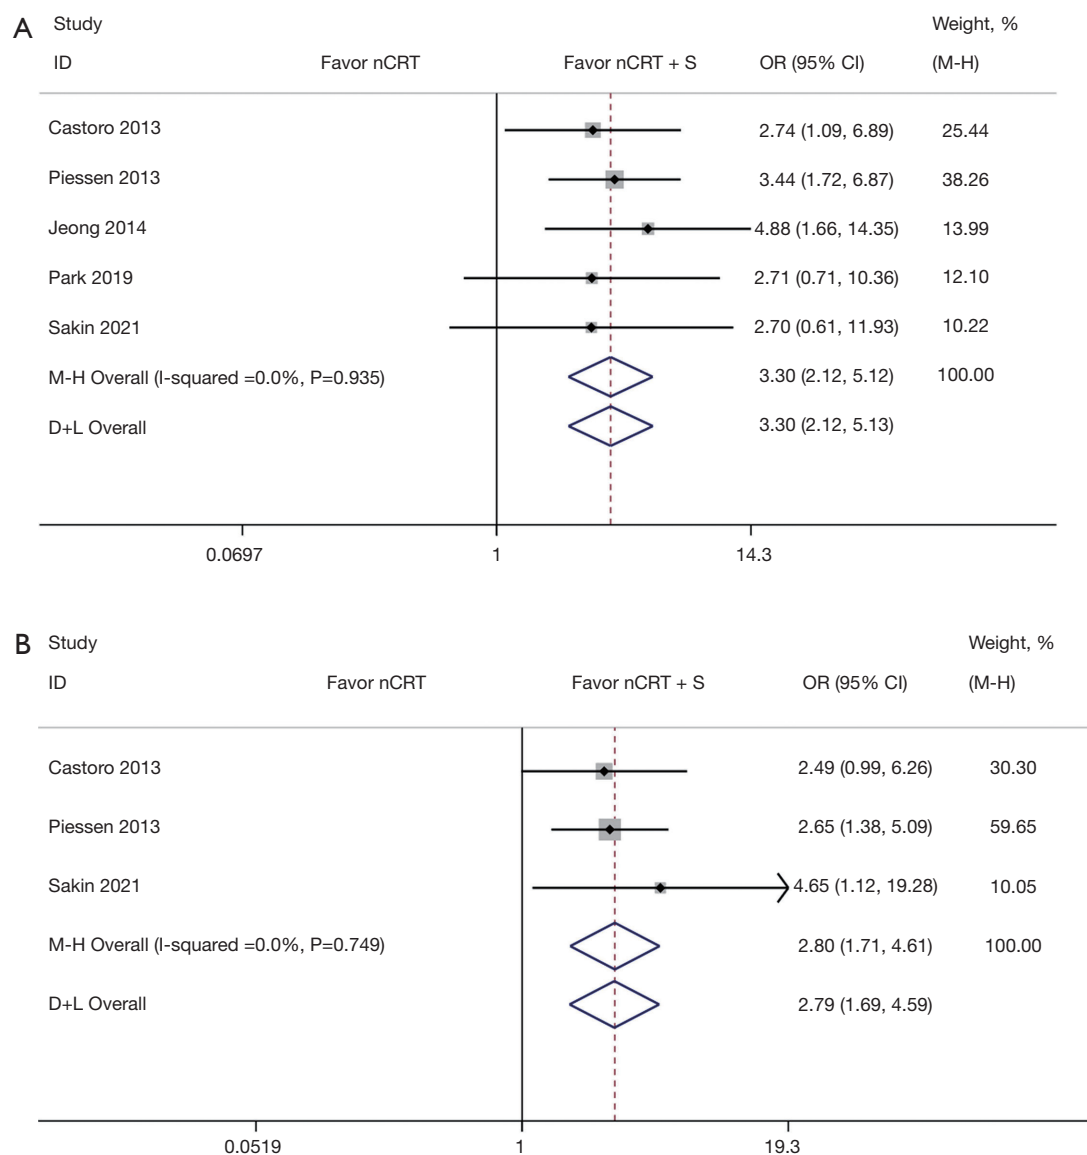 A Study Weight, %
ID Favor nCRT Favor nCRT + S OR (95% CI) (M-H)
Castoro 2013 2.74 (1.09, 6.89) 25.44
Piessen 2013 3.44 (1.72, 6.87) 38.26
Jeong 2014 4.88 (1.66, 14.35) 13.99
Park 2019 2.71 (0.71, 10.36) 12.10
Sakin 2021 2.70 (0.61, 11.93) 10.22
M-H Overall (I-squared =0.0%, P=0.935) 3.30 (2.12, 5.12) 100.00
D+L Overall 3.30 (2.12, 5.13)
0.0697 1 14.3
B Study Weight, %
ID Favor nCRT Favor nCRT + S OR (95% CI) (M-H)
Castoro 2013 2.49 (0.99, 6.26) 30.30
Piessen 2013 2.65 (1.38, 5.09) 59.65
Sakin 2021 4.65 (1.12, 19.28) 10.05
M-H Overall (I-squared =0.0%, P=0.749) 2.80 (1.71, 4.61) 100.00
D+L Overall 2.79 (1.69, 4.59)
0.0519 1 19.3